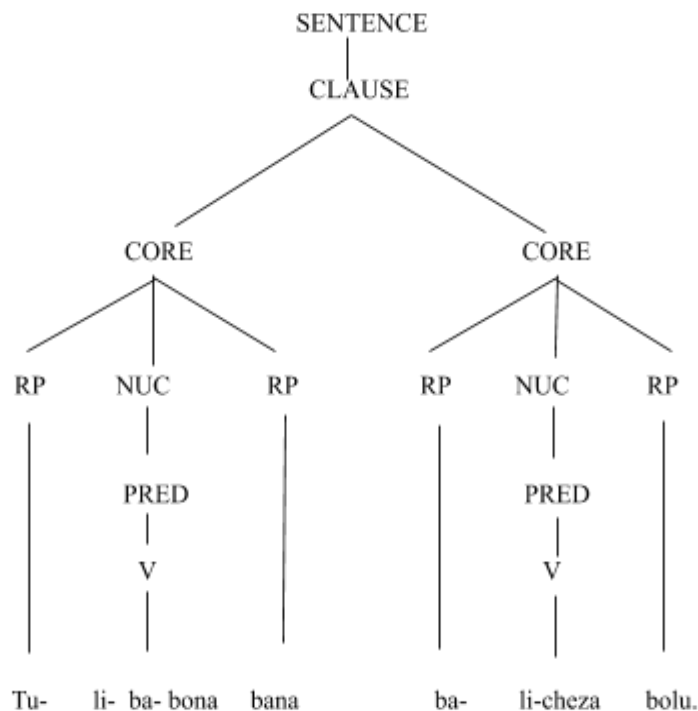 SENTENCE
CLAUSE
CORE CORE
RP NUC RP RP NUC RP
PRED PRED
V V
Tu- li- ba- bona bana ba- li-cheza bolu.